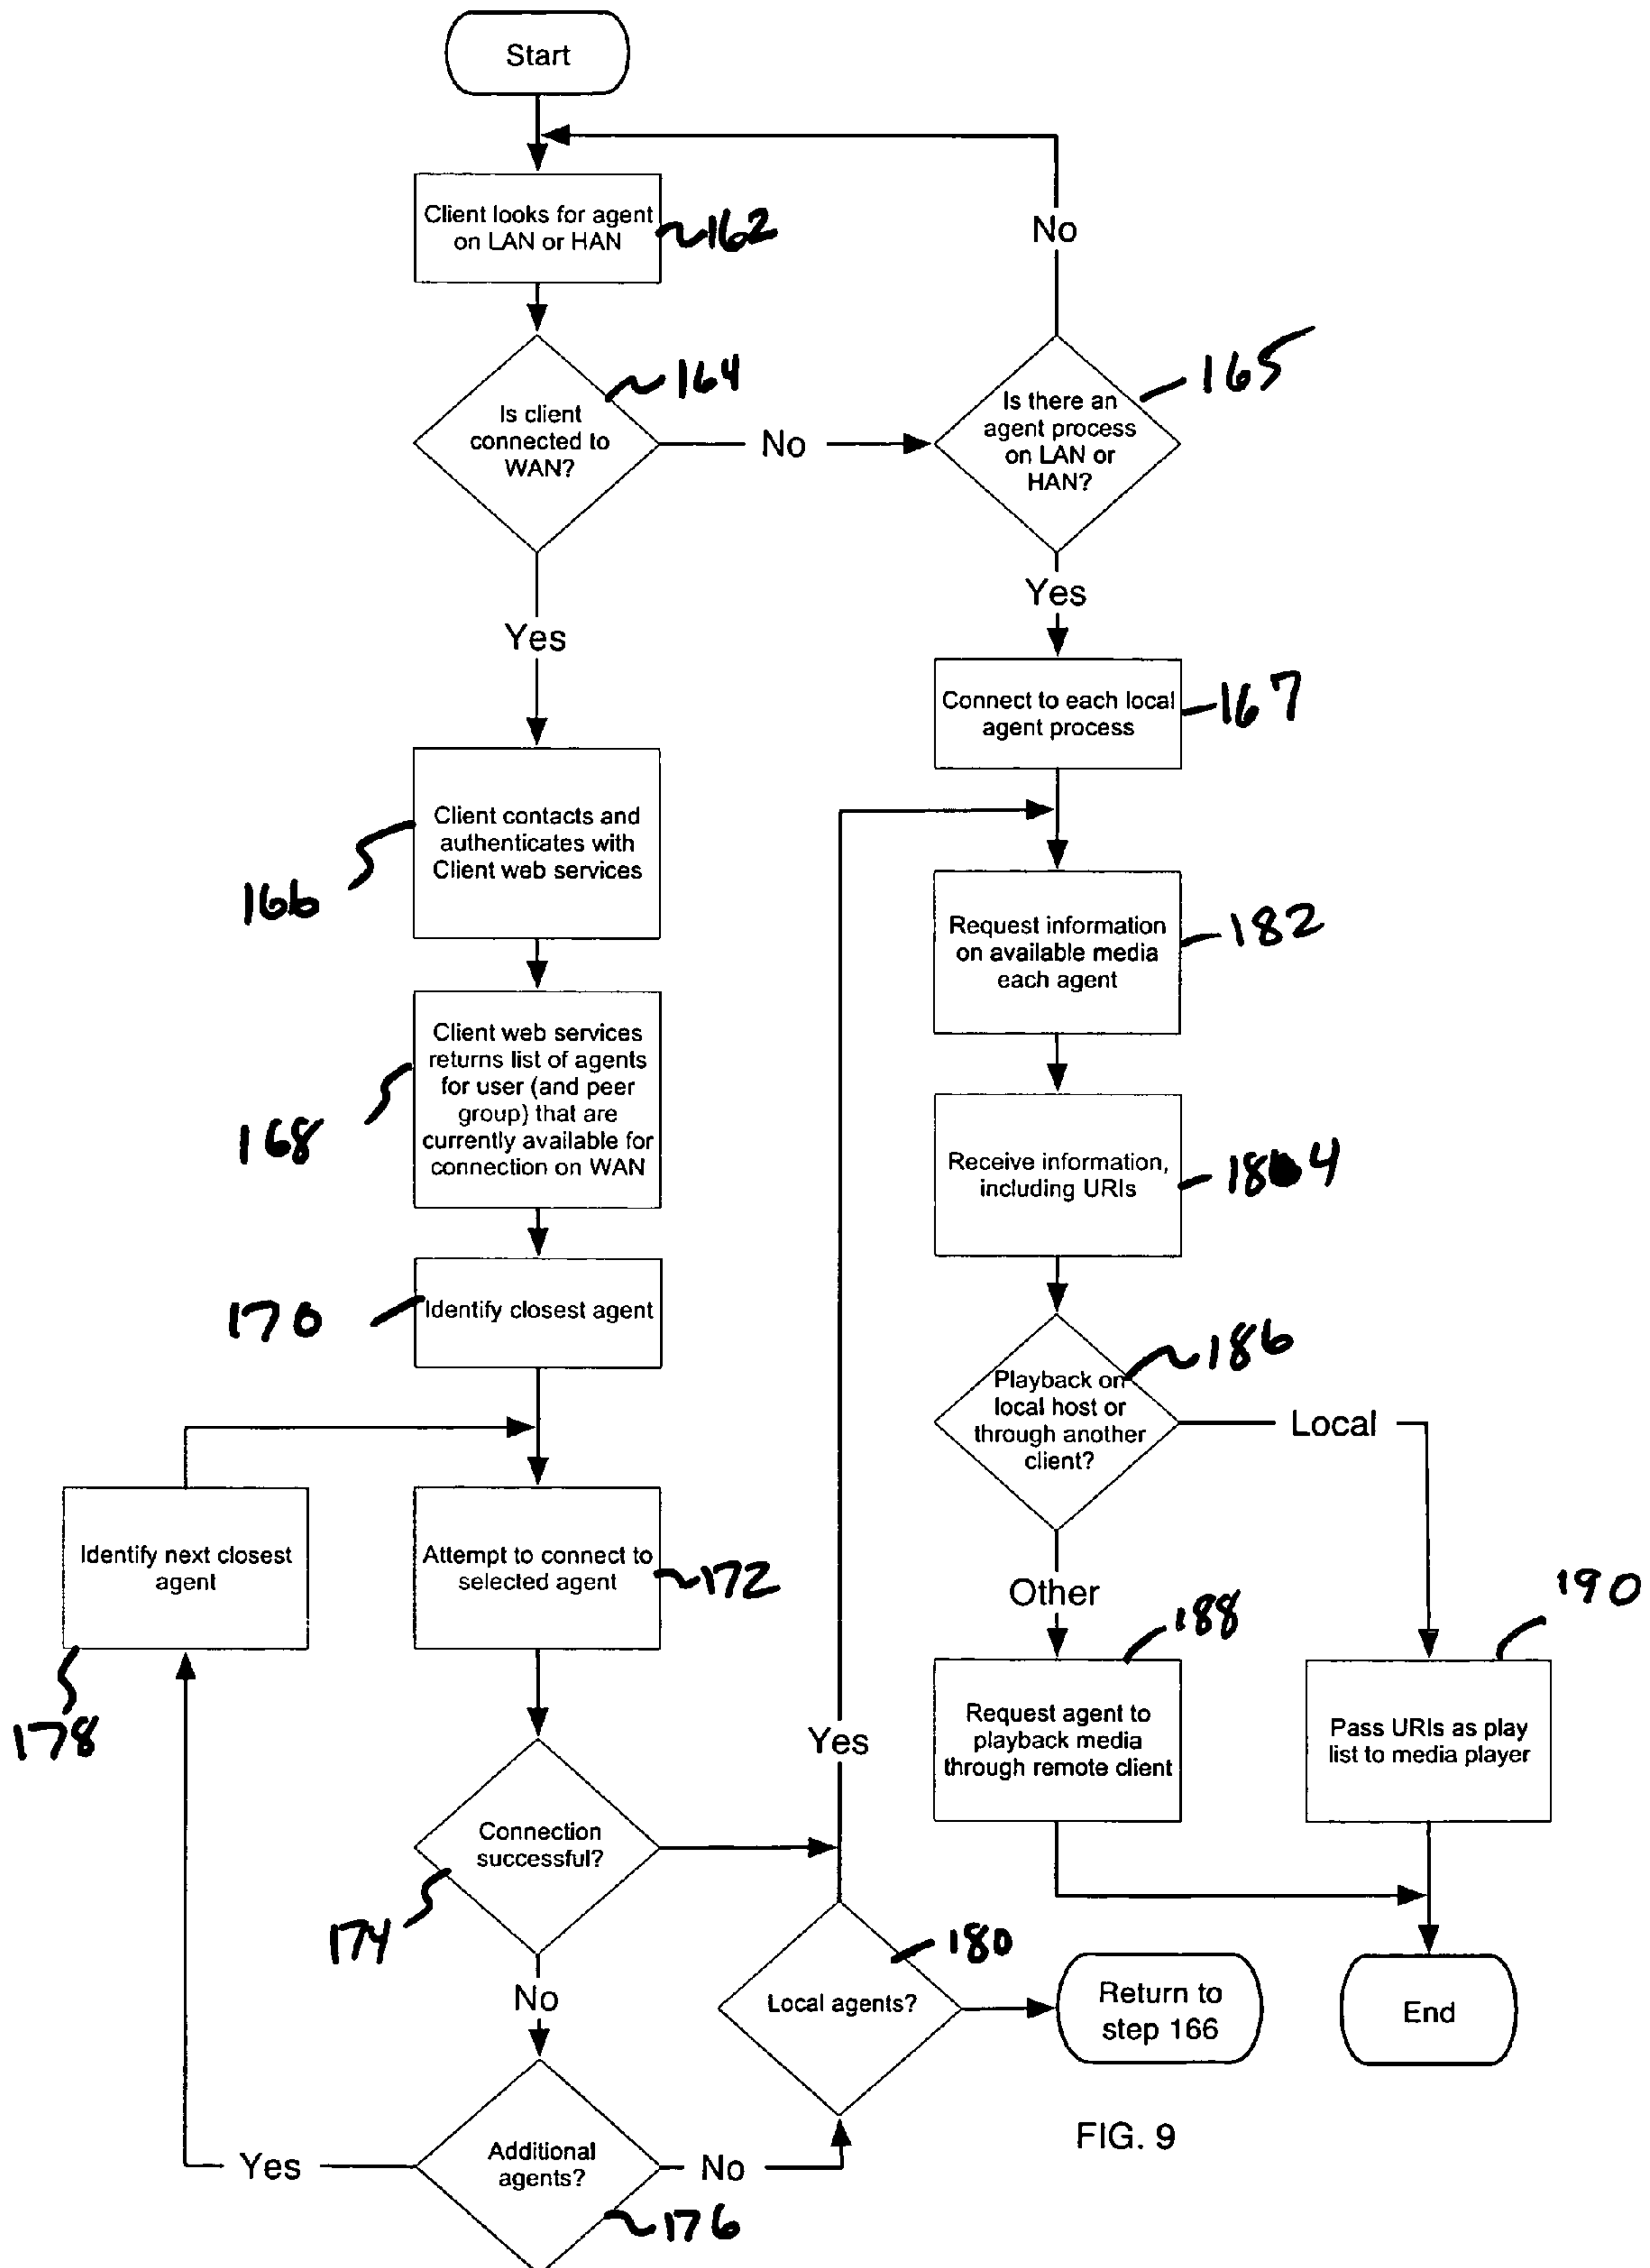 Start
Client looks for agent
on LAN or HAN
162
No
Is client
connected to
WAN?
164
No
Is there an
agent process
on LAN or
HAN?
165
Yes
Yes
Connect to each local
agent process
167
Client contacts and
authenticates with
Client web services
166
Request information
on available media
each agent
182
Client web services
returns list of agents
for user (and peer
group) that are
currently available for
connection on WAN
168
Receive information,
including URIs
184
Identify closest agent
170
Playback on
local host or
through another
client?
186
Local
Identify next closest
agent
178
Attempt to connect to
selected agent
172
Other
Request agent to
playback media
through remote client
188
Pass URIs as play
list to media player
190
Yes
Connection
successful?
174
No
Local agents?
180
Return to
step 166
End
Additional
agents?
176
Yes
No
FIG. 9